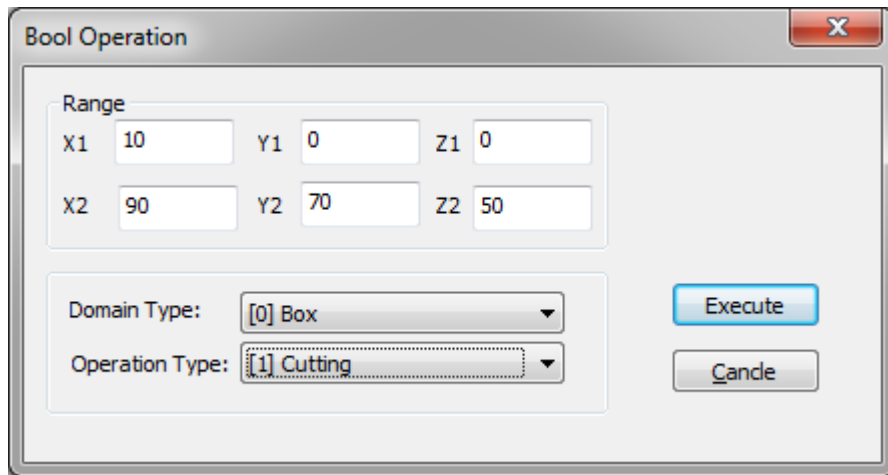 Bool Operation
Range
X1 10 Y1 0 Z1 0
X2 90 Y2 70 Z2 50
Domain Type: [0] Box
Execute
Operation Type: [1] Cutting
Cancle